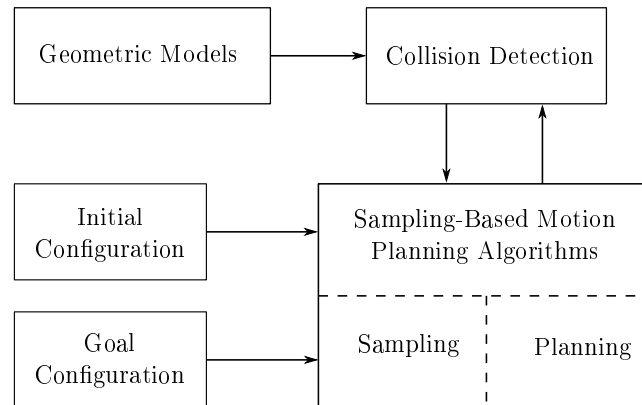 Geometric Models
Collision Detection
Initial
Configuration
Sampling-Based Motion
Planning Algorithms
Goal
Configuration
Sampling
Planning